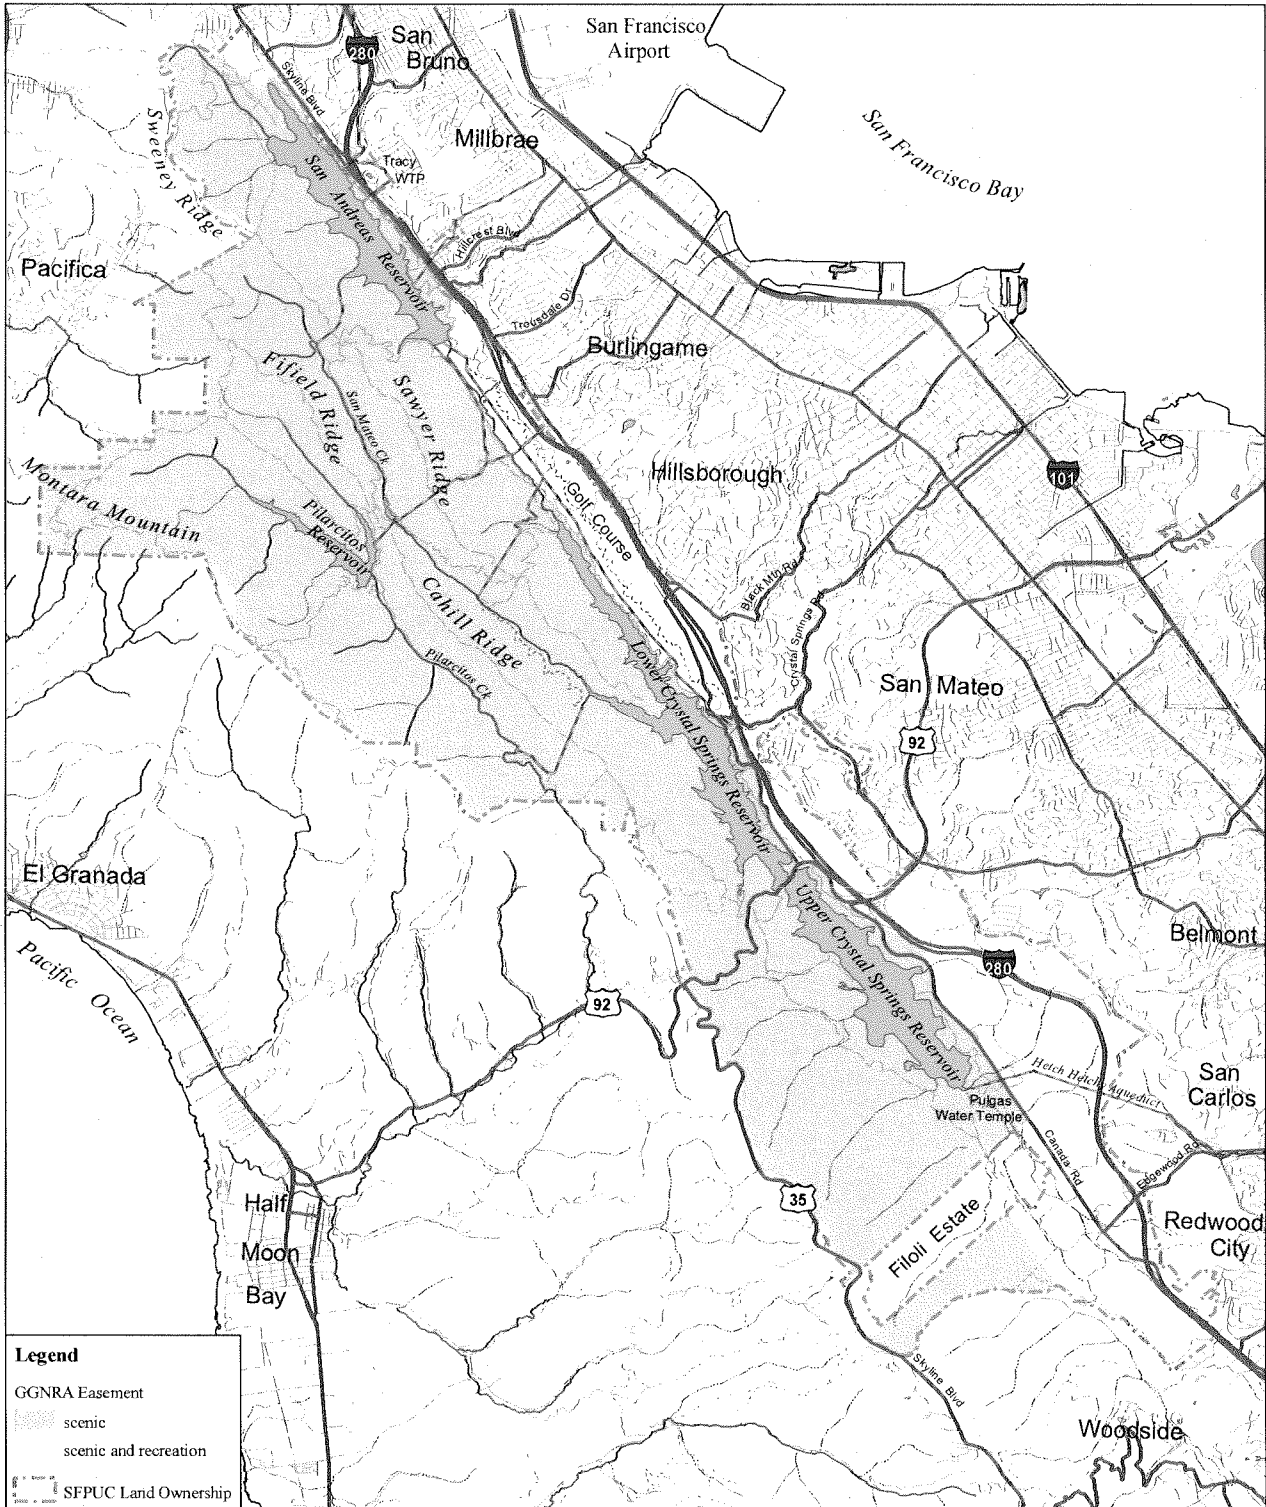 San Francisco
Airport
San
Bruno
280
Skyline Blvd
Millbrae
San Francisco Bay
Tracy
WTP
Sweeney Ridge
San Andreas Reservoir
Hillcrest Blvd
Pacifica
Trousdale Dr
Burlingame
Fifield Ridge
San Mateo Ck
Sawyer Ridge
Hillsborough
101
Golf Course
Montara Mountain
Pilarcitos
Reservoir
Black Mtn Rd
Cahill Ridge
Crystal Springs Rd
Pilarcitos Ck
Lower Crystal Springs Reservoir
San Mateo
92
El Granada
Upper Crystal Springs Reservoir
Belmont
280
Pacific Ocean
92
Hetch Hetchy Aqueduct
San
Carlos
Pulgas
Water Temple
Canada Rd
Edgewood Rd
35
Half
Moon
Bay
Filoli Estate
Redwood
City
Skyline Blvd
Woodside
Legend
GGNRA Easement
scenic
scenic and recreation
SFPUC Land Ownership